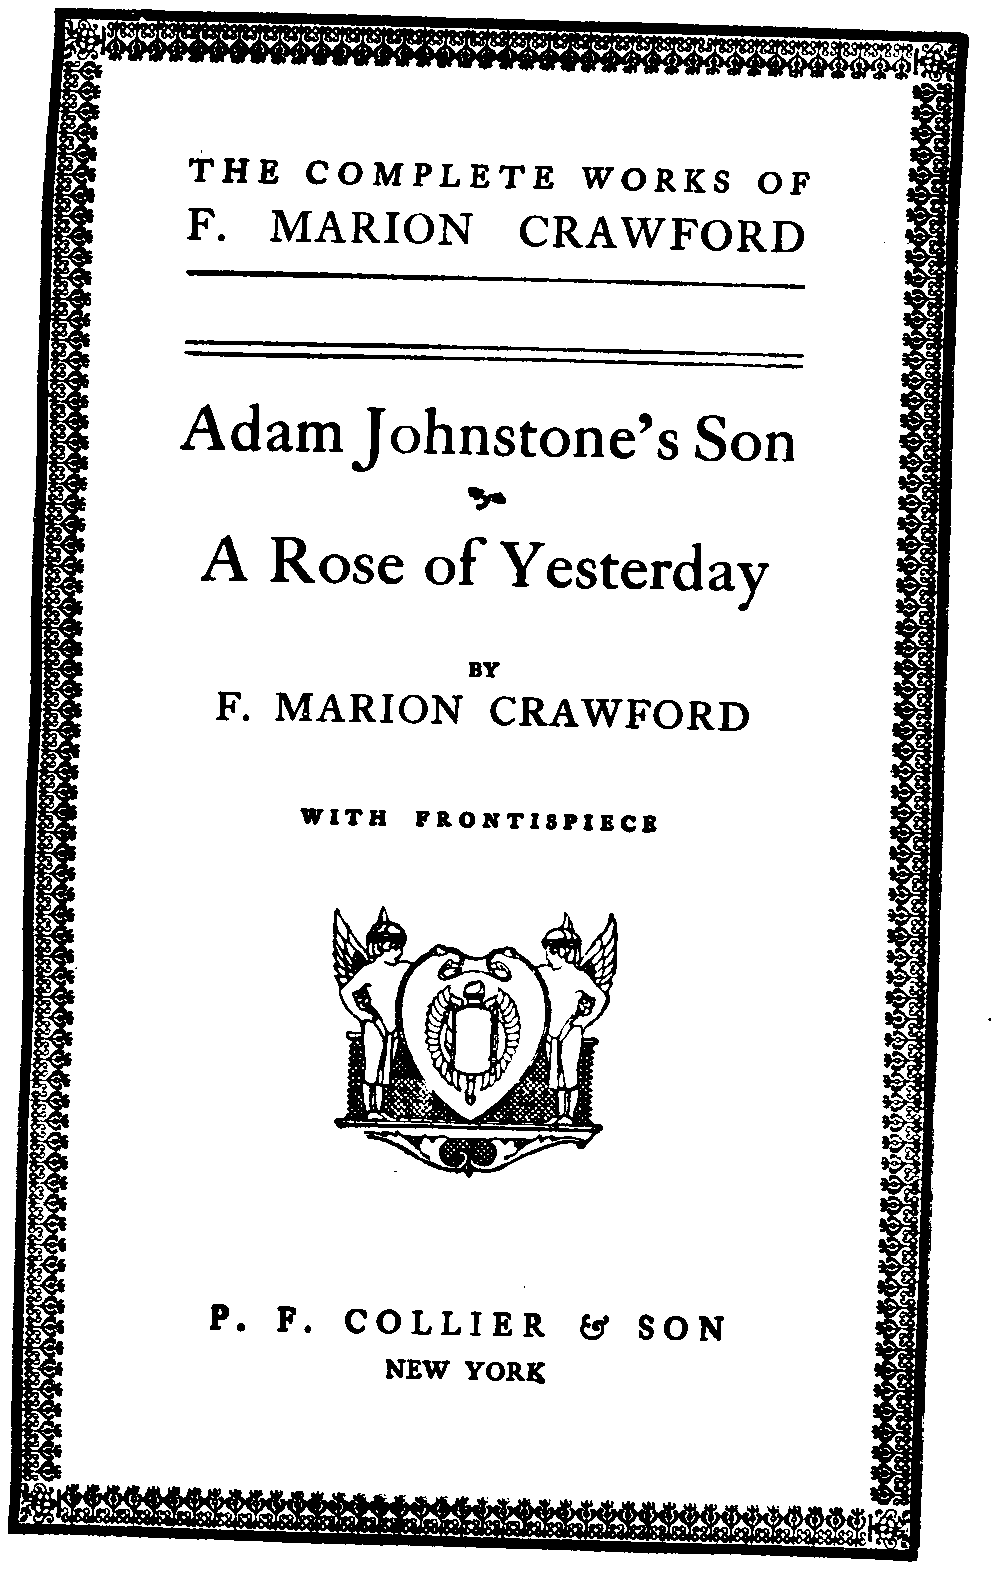 THE COMPLETE WORKS OF
F. MARION CRAWFORD
Adam Johnstone's Son
A Rose of Yesterday
BY
F. MARION CRAWFORD
WITH FRONTISPIECE
P. F. COLLIER & SON
NEW YORK